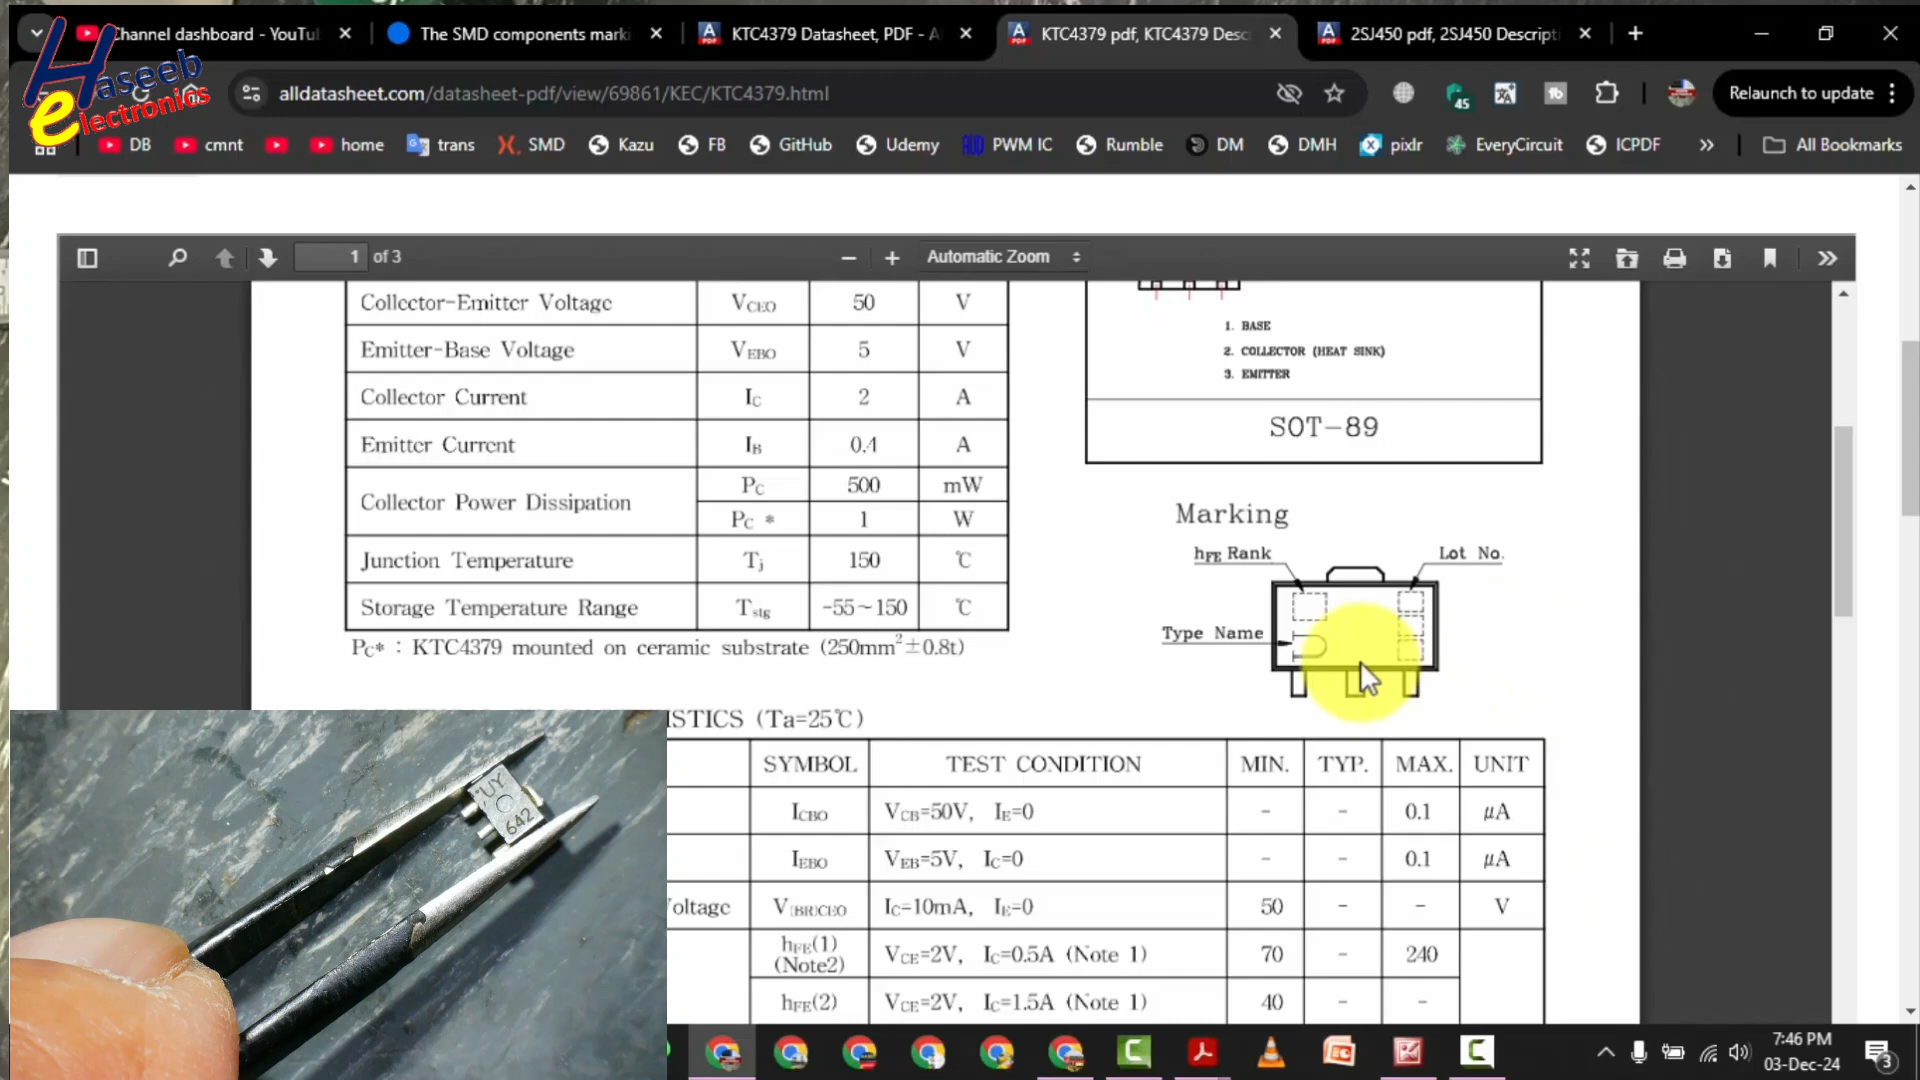 Channel dashboard - YouTu
The SMD components mark
KTC4379 Datasheet, PDF - A
KTC4379 pdf, KTC4379 Desc
2SJ450 pdf, 2SJ450 Descripti
Haseeb
electronics
alldatasheet.com/datasheet-pdf/view/69861/KEC/KTC4379.html
45
Relaunch to update
DB
cmnt
home
trans
SMD
Kazu
FB
GitHub
Udemy
PWM IC
Rumble
DM
DMH
pixlr
EveryCircuit
ICPDF
All Bookmarks
1 of 3
Automatic Zoom
Collector-Emitter Voltage VCEO 50 V
Emitter-Base Voltage VEBO 5 V
Collector Current IC 2 A
Emitter Current IB 0.4 A
Collector Power Dissipation PC 500 mW
PC * 1 W
Junction Temperature Tj 150 ℃
Storage Temperature Range Tstg -55~150 ℃
PC* : KTC4379 mounted on ceramic substrate (250mm²±0.8t)
1. BASE
2. COLLECTOR (HEAT SINK)
3. EMITTER
SOT-89
Marking
hFE Rank
Lot No.
Type Name
U
ISTICS (Ta=25℃)
SYMBOL TEST CONDITION MIN. TYP. MAX. UNIT
ICBO VCB=50V, IE=0 - - 0.1 μA
IEBO VEB=5V, IC=0 - - 0.1 μA
Voltage V(BR)CEO IC=10mA, IE=0 50 - - V
hFE(1) (Note2) VCE=2V, IC=0.5A (Note 1) 70 - 240
hFE(2) VCE=2V, IC=1.5A (Note 1) 40 - -
UY
642
7:46 PM
03-Dec-24
3